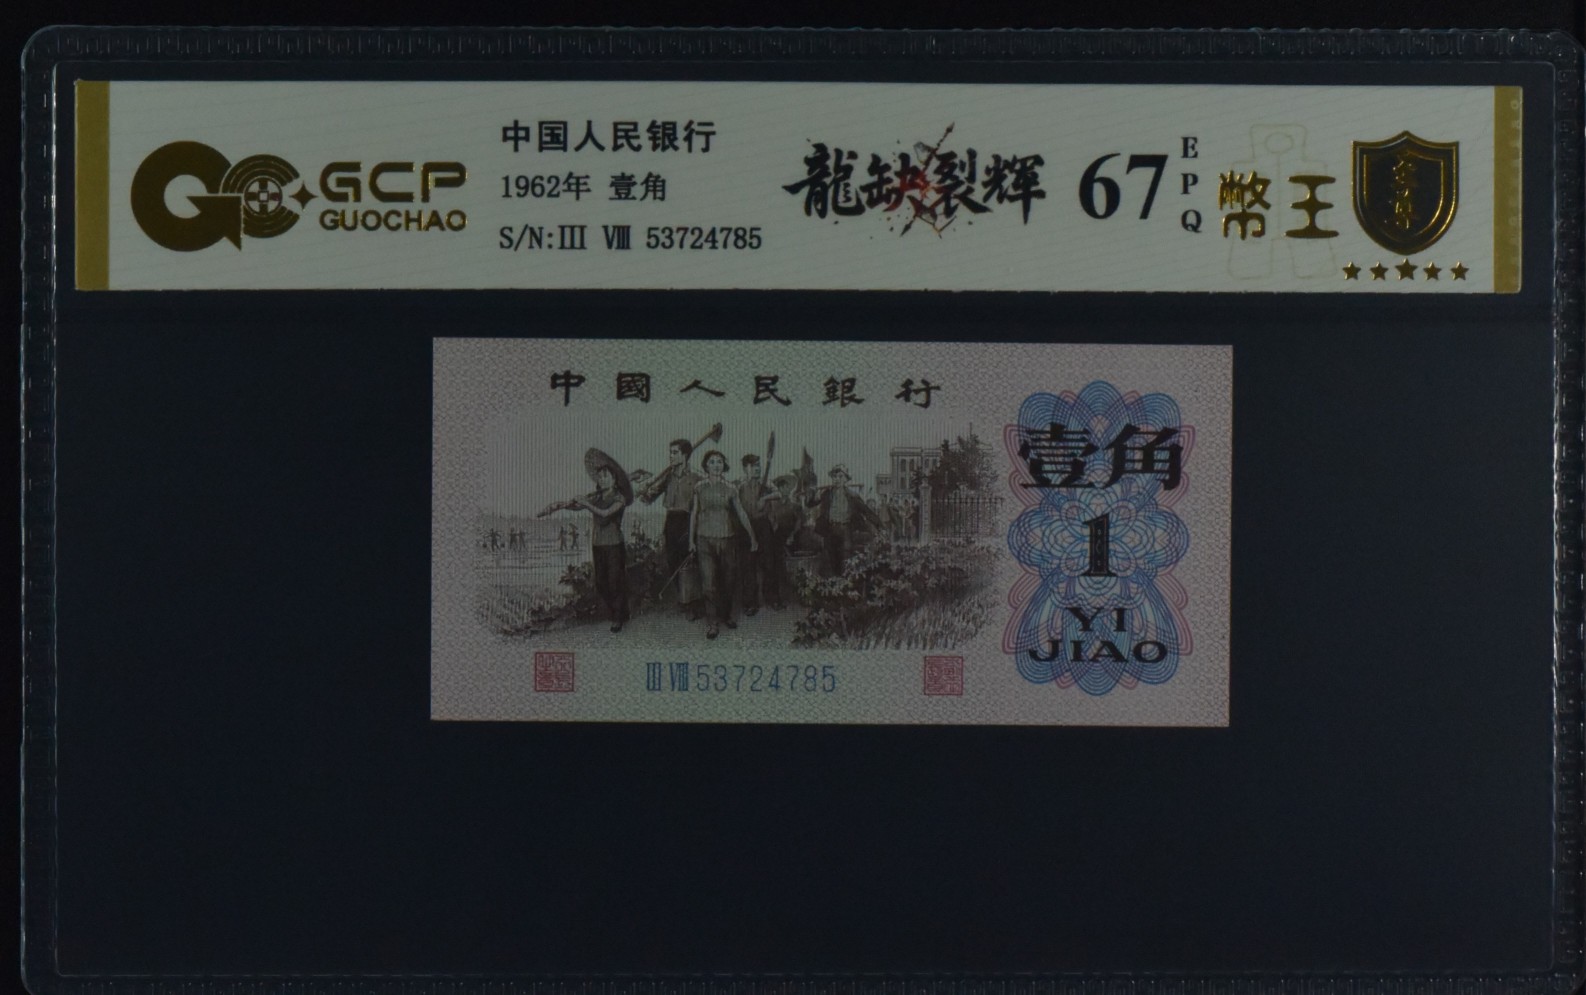 GCP
GUOCHAO
中国人民银行
1962年 壹角
S/N:III VIII 53724785
龍缺裂輝
67
EPQ
幣王
中國人民銀行
壹角
1
YI
JIAO
III VIII 53724785